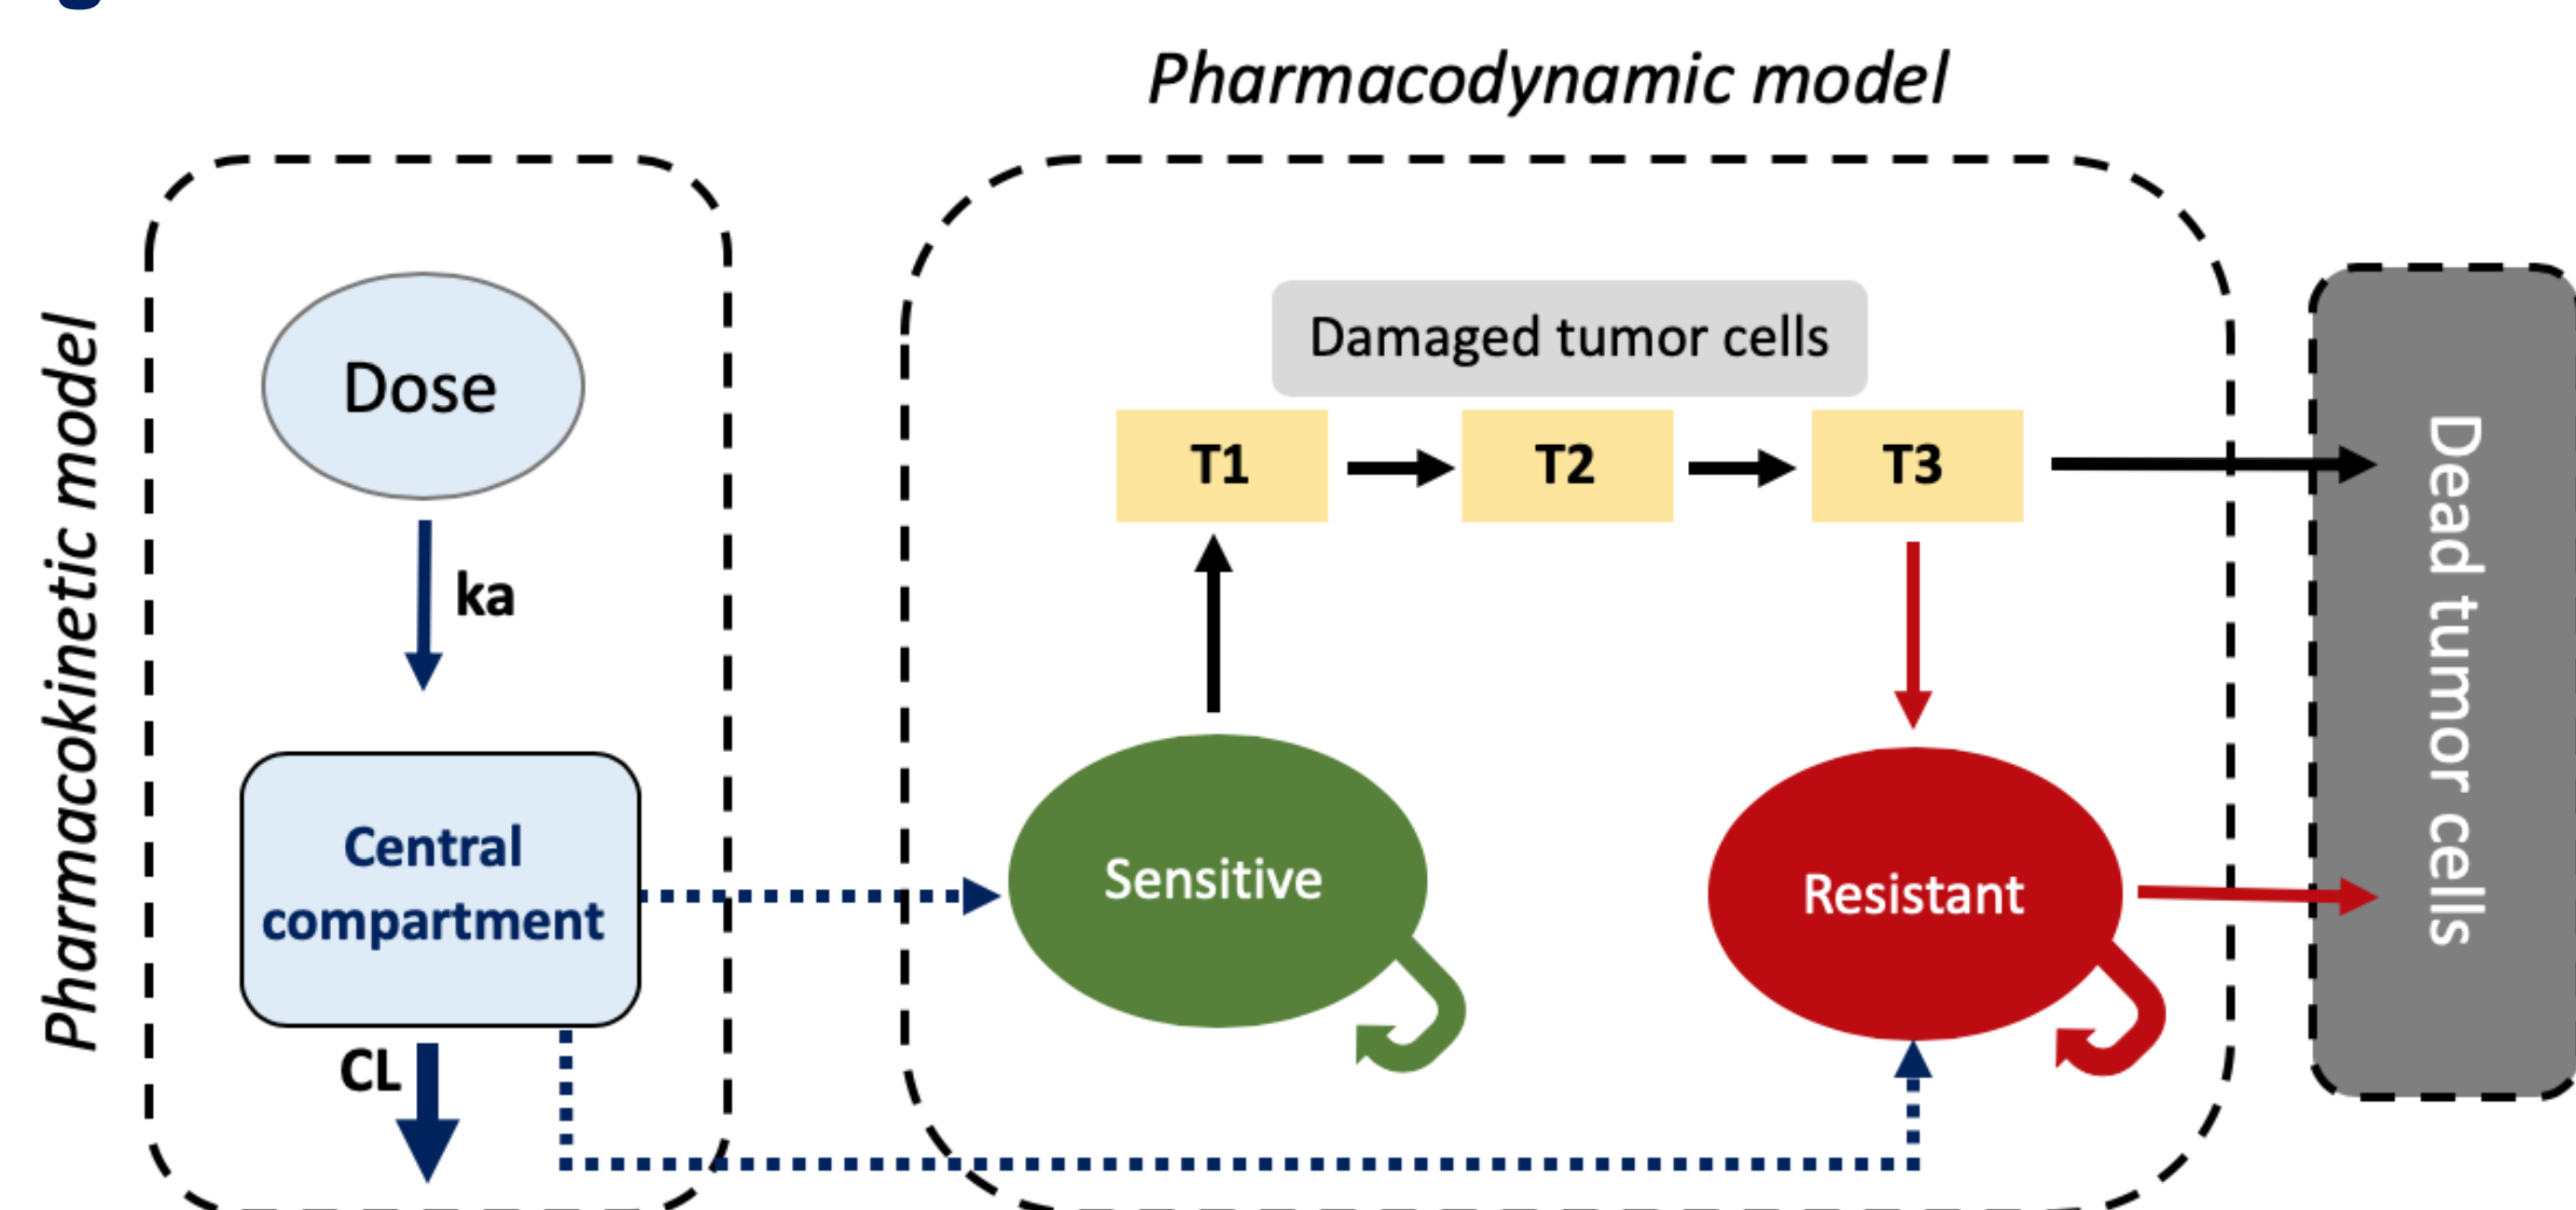 Pharmacodynamic model
Pharmacokinetic model
Dose
ka
Central
compartment
CL
Damaged tumor cells
T1
T2
T3
Sensitive
Resistant
Dead tumor cells